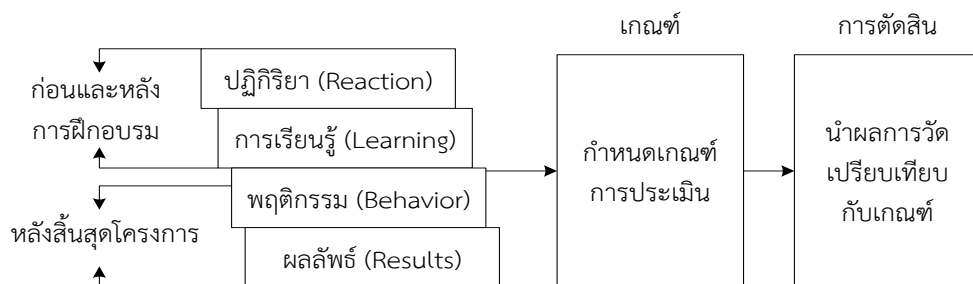 เกณฑ์
การตัดสิน
ก่อนและหลัง
การฝึกอบรม
ปฏิกิริยา (Reaction)
การเรียนรู้ (Learning)
พฤติกรรม (Behavior)
ผลลัพธ์ (Results)
หลังสิ้นสุดโครงการ
กำหนดเกณฑ์
การประเมิน
นำผลการวัด
เปรียบเทียบ
กับเกณฑ์